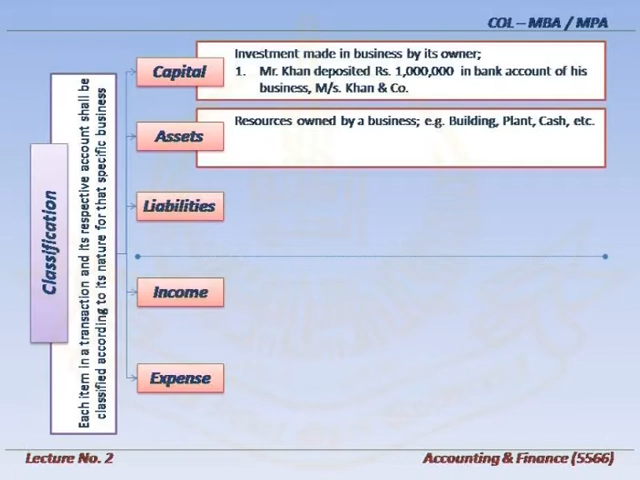 COL – MBA / MPA
Classification
Each item in a transaction and its respective account shall be
classified according to its nature for that specific business
Capital
Investment made in business by its owner;
1. Mr. Khan deposited Rs. 1,000,000 in bank account of his
business, M/s. Khan & Co.
Assets
Resources owned by a business; e.g. Building, Plant, Cash, etc.
Liabilities
Income
Expense
Lecture No. 2
Accounting & Finance (5566)